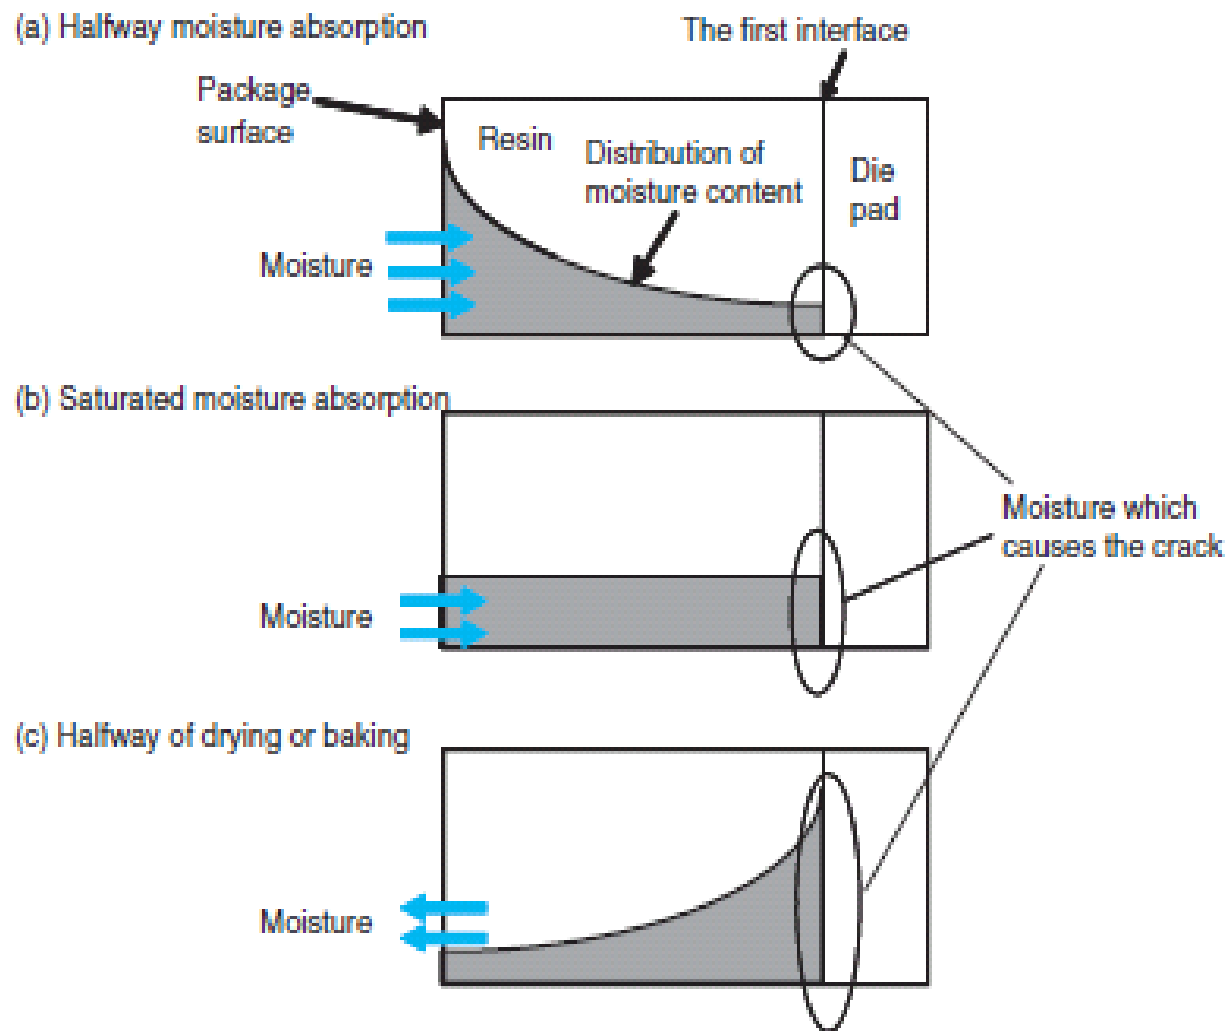 (a) Halfway moisture absorption
The first interface
Package
surface
Resin
Distribution of
moisture content
Die
pad
Moisture
(b) Saturated moisture absorption
Moisture which
causes the crack
Moisture
(c) Halfway of drying or baking
Moisture